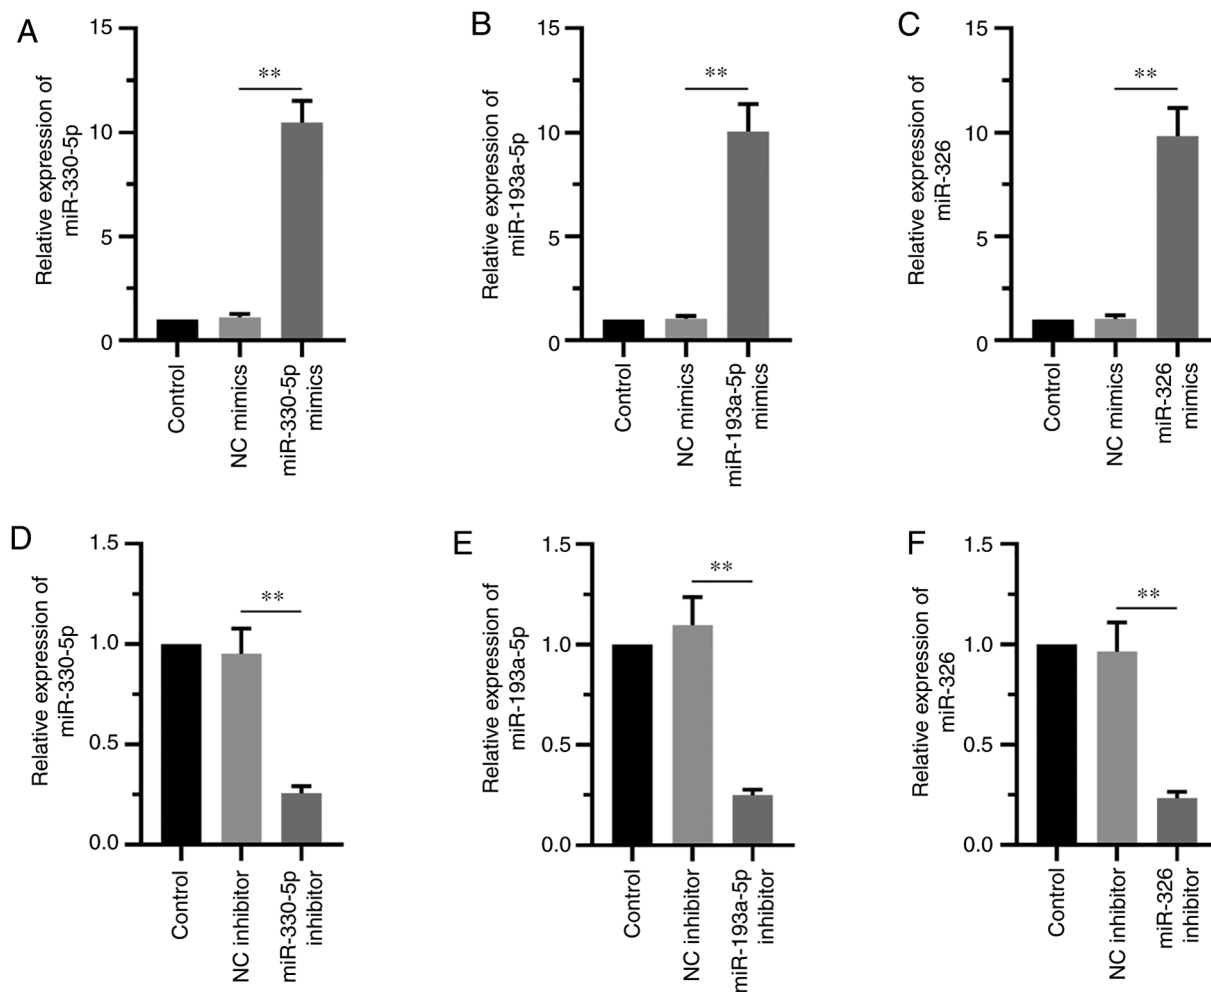 A
Relative expression of
miR-330-5p
15
10
5
0
**
Control
NC mimics
miR-330-5p
mimics
B
Relative expression of
miR-193a-5p
15
10
5
0
**
Control
NC mimics
miR-193a-5p
mimics
C
Relative expression of
miR-326
15
10
5
0
**
Control
NC mimics
miR-326
mimics
D
Relative expression of
miR-330-5p
1.5
1.0
0.5
0.0
**
Control
NC inhibitor
miR-330-5p
inhibitor
E
Relative expression of
miR-193a-5p
1.5
1.0
0.5
0.0
**
Control
NC inhibitor
miR-193a-5p
inhibitor
F
Relative expression of
miR-326
1.5
1.0
0.5
0.0
**
Control
NC inhibitor
miR-326
inhibitor